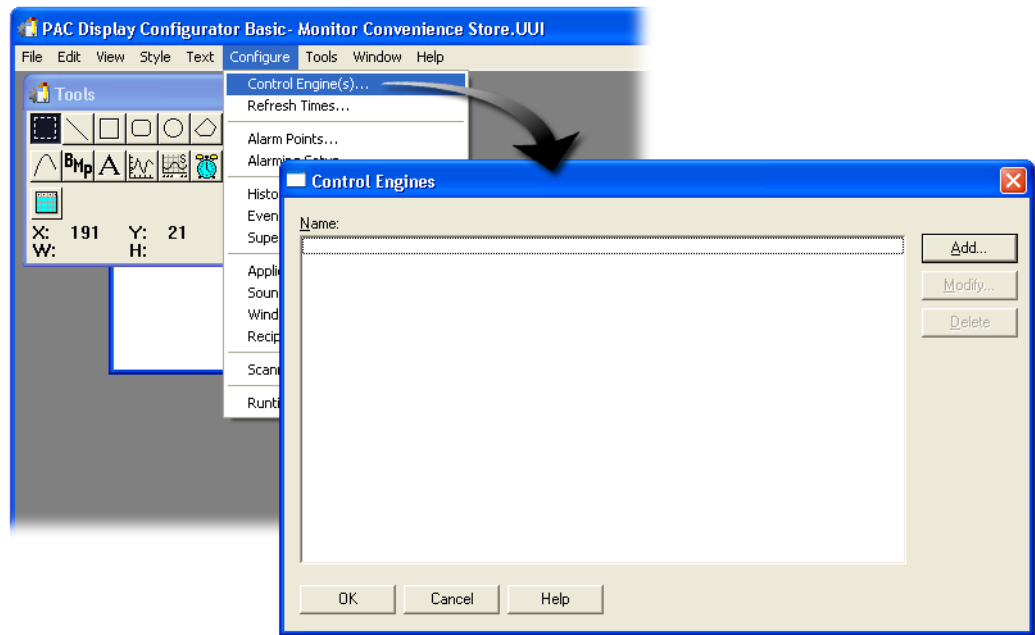 PAC Display Configurator Basic- Monitor Convenience Store.UUI
File Edit View Style Text Configure Tools Window Help
Control Engine(s)...
Refresh Times...
Alarm Points...
Tools
BMP A
X: 191 Y: 21
W: H:
Control Engines
Name:
Add...
Modify...
Delete
OK Cancel Help